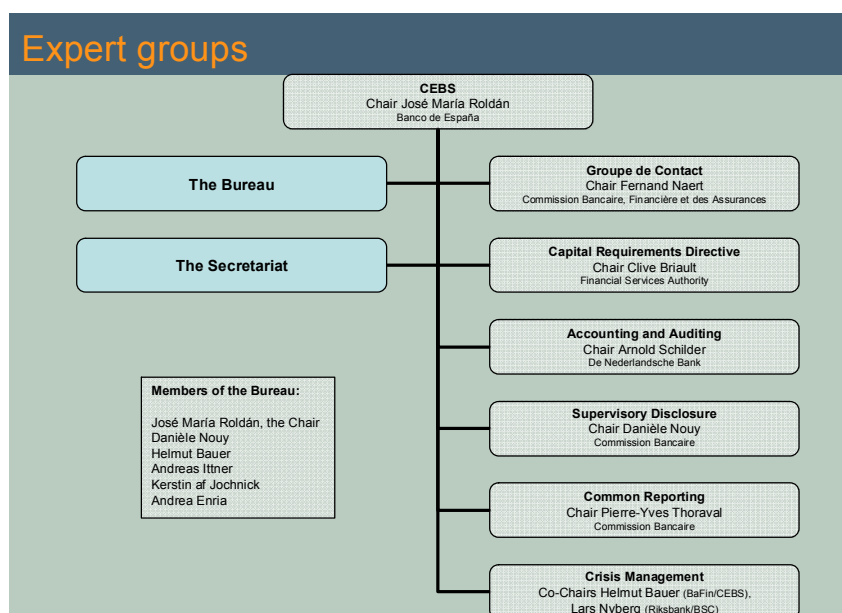 Expert groups
CEBS
Chair José María Roldán
Banco de España
The Bureau
Groupe de Contact
Chair Fernand Naert
Commission Bancaire, Financière et des Assurances
The Secretariat
Capital Requirements Directive
Chair Clive Briault
Financial Services Authority
Accounting and Auditing
Chair Arnold Schilder
De Nederlandsche Bank
Members of the Bureau:
José María Roldán, the Chair
Danièle Nouy
Helmut Bauer
Andreas Ittner
Kerstin af Jochnick
Andrea Enria
Supervisory Disclosure
Chair Danièle Nouy
Commission Bancaire
Common Reporting
Chair Pierre-Yves Thoraval
Commission Bancaire
Crisis Management
Co-Chairs Helmut Bauer (BaFin/CEBS),
Lars Nyberg (Riksbank/BSC)